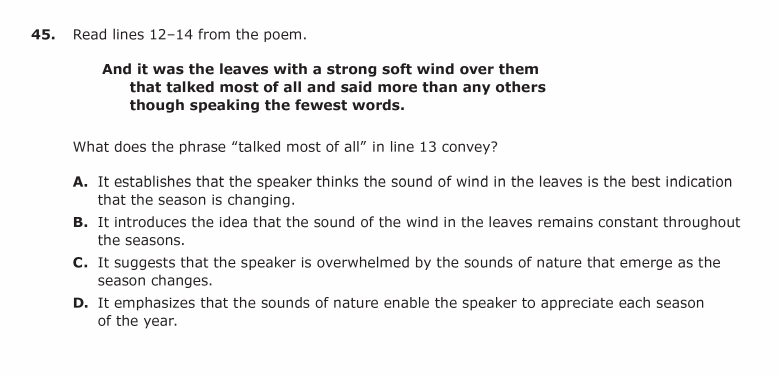 45. Read lines 12–14 from the poem.
And it was the leaves with a strong soft wind over them
that talked most of all and said more than any others
though speaking the fewest words.
What does the phrase “talked most of all” in line 13 convey?
A. It establishes that the speaker thinks the sound of wind in the leaves is the best indication
that the season is changing.
B. It introduces the idea that the sound of the wind in the leaves remains constant throughout
the seasons.
C. It suggests that the speaker is overwhelmed by the sounds of nature that emerge as the
season changes.
D. It emphasizes that the sounds of nature enable the speaker to appreciate each season
of the year.